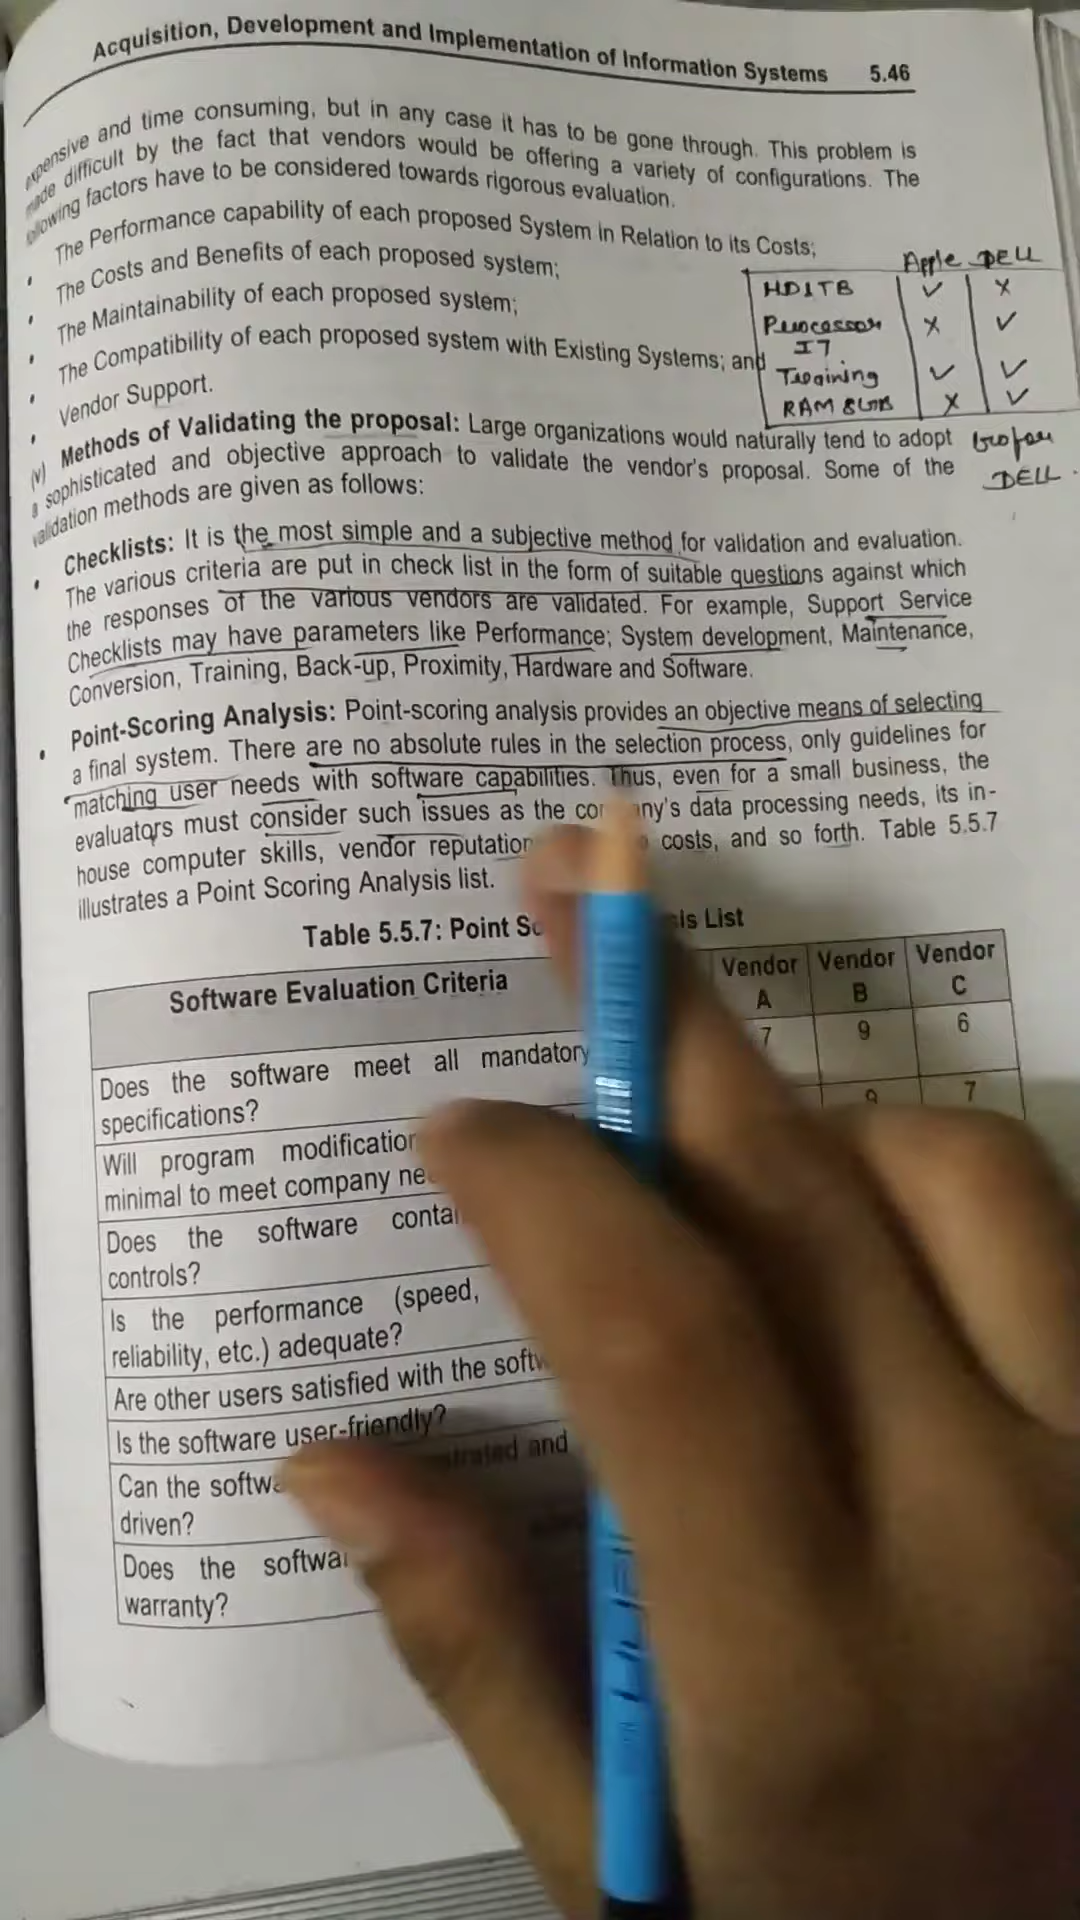 Acquisition, Development and Implementation of Information Systems 5.46
expensive and time consuming, but in any case it has to be gone through. This problem is
made difficult by the fact that vendors would be offering a variety of configurations. The
following factors have to be considered towards rigorous evaluation.
• The Performance capability of each proposed System in Relation to its Costs;
• The Costs and Benefits of each proposed system;
• The Maintainability of each proposed system;
• The Compatibility of each proposed system with Existing Systems; and
• Vendor Support.
Apple DELL
HD1TB ✓ ✗
Processor I7 ✗ ✓
Training ✓ ✓
RAM 8GB ✗ ✓
DELL
(v) Methods of Validating the proposal: Large organizations would naturally tend to adopt
a sophisticated and objective approach to validate the vendor's proposal. Some of the
validation methods are given as follows:
• Checklists: It is the most simple and a subjective method for validation and evaluation.
The various criteria are put in check list in the form of suitable questions against which
the responses of the various vendors are validated. For example, Support Service
Checklists may have parameters like Performance; System development, Maintenance,
Conversion, Training, Back-up, Proximity, Hardware and Software.
• Point-Scoring Analysis: Point-scoring analysis provides an objective means of selecting
a final system. There are no absolute rules in the selection process, only guidelines for
matching user needs with software capabilities. Thus, even for a small business, the
evaluators must consider such issues as the co ny's data processing needs, its in-
house computer skills, vendor reputation costs, and so forth. Table 5.5.7
illustrates a Point Scoring Analysis list.
Table 5.5.7: Point Sc is List
Software Evaluation Criteria Vendor A Vendor B Vendor C
Does the software meet all mandatory 7 9 6
specifications?
Will program modification 9 7
minimal to meet company ne
Does the software contai
controls?
Is the performance (speed,
reliability, etc.) adequate?
Are other users satisfied with the softw
Is the software user-friendly?
Can the softwa strated and
driven?
Does the softwar
warranty?